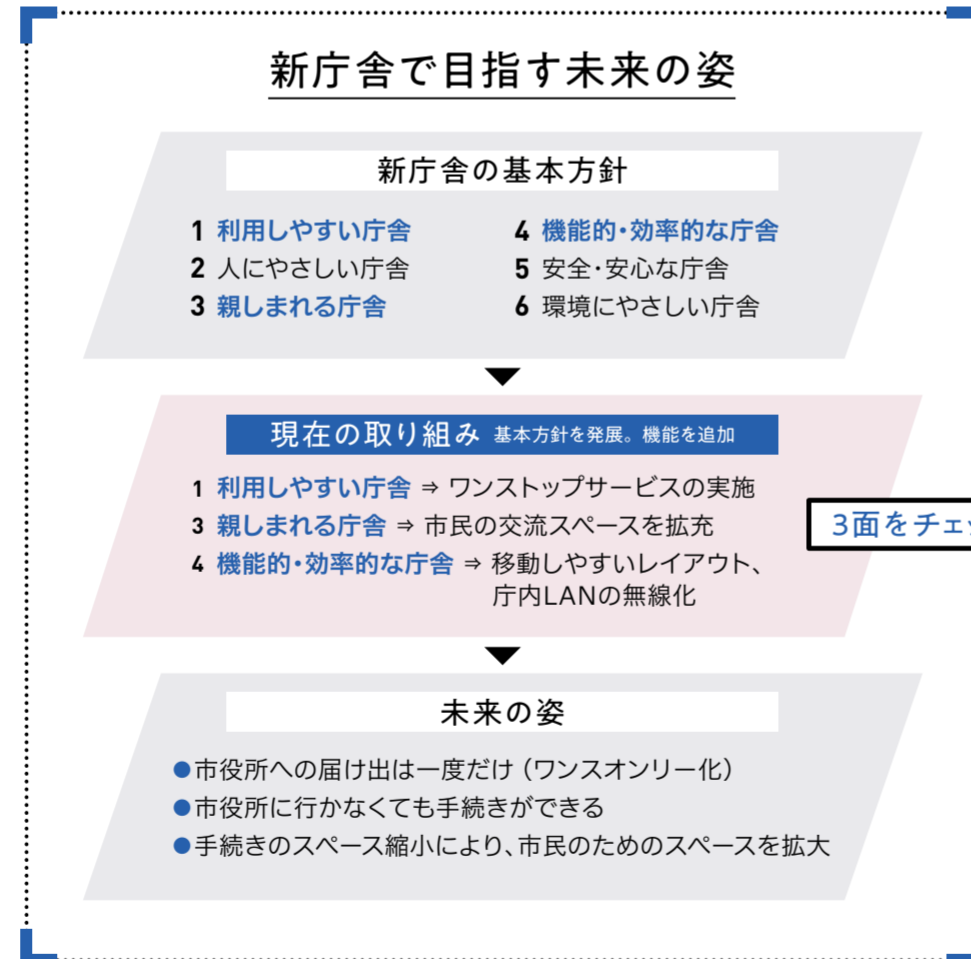 新庁舎で目指す未来の姿
新庁舎の基本方針
1 利用しやすい庁舎
2 人にやさしい庁舎
3 親しまれる庁舎
4 機能的・効率的な庁舎
5 安全・安心な庁舎
6 環境にやさしい庁舎
現在の取り組み 基本方針を発展。機能を追加
1 利用しやすい庁舎 ⇒ ワンストップサービスの実施
3 親しまれる庁舎 ⇒ 市民の交流スペースを拡充
4 機能的・効率的な庁舎 ⇒ 移動しやすいレイアウト、
庁内LANの無線化
3面をチェ
未来の姿
●市役所への届け出は一度だけ（ワンスオンリー化）
●市役所に行かなくても手続きができる
●手続きのスペース縮小により、市民のためのスペースを拡大